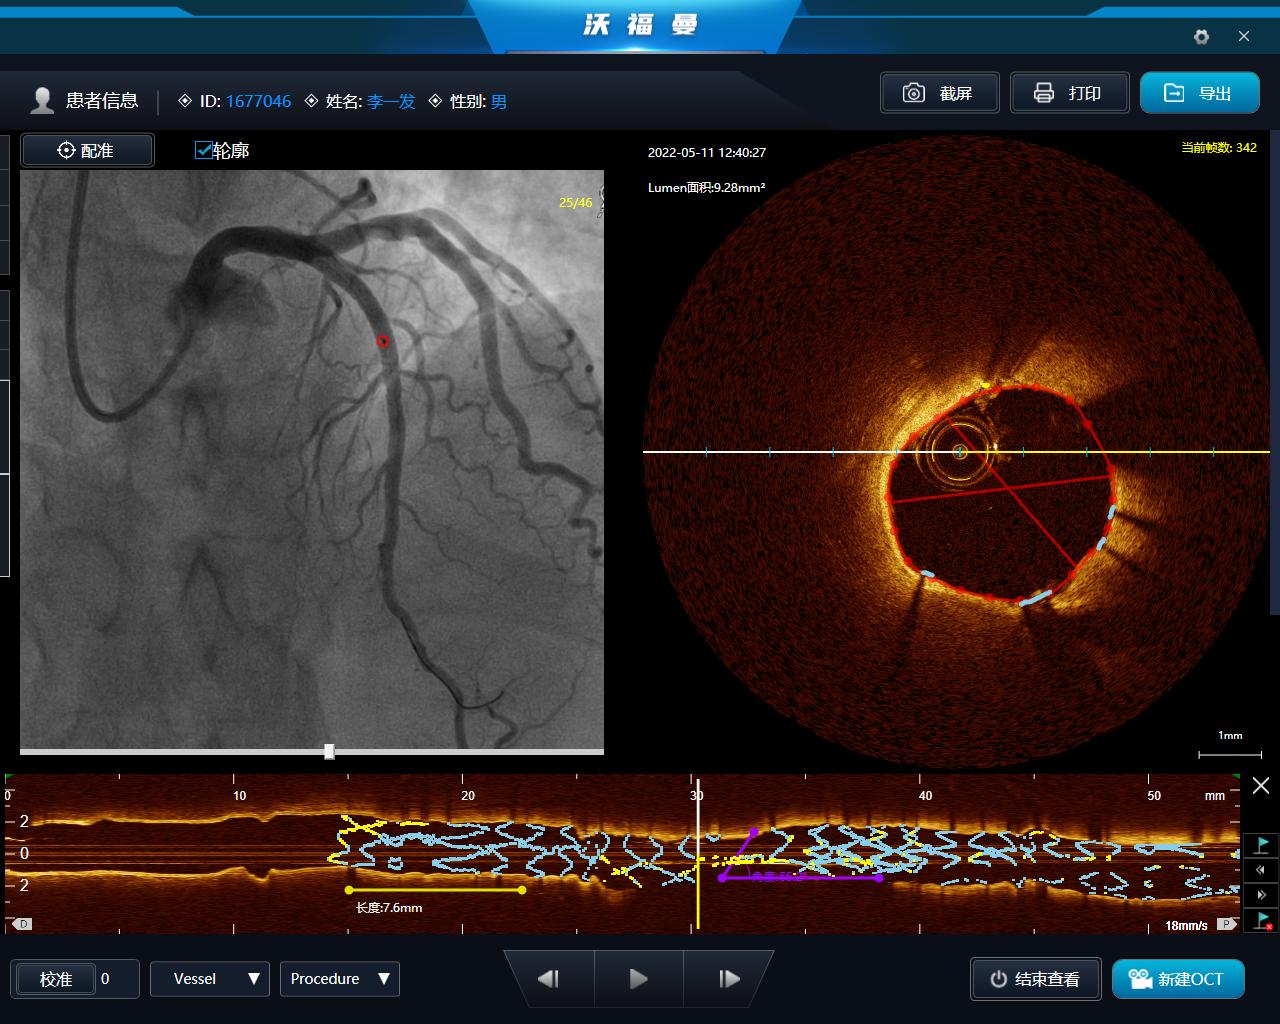 沃福曼
患者信息
ID: 1677046
姓名: 李一发
性别: 男
截屏
打印
导出
配准
轮廓
25/46
2022-05-11 12:40:27
当前帧数: 342
Lumen面积:9.28mm²
1mm
0 10 20 30 40 50 mm
2
0
2
长度:7.6mm
D
18mm/s
P
校准 0
Vessel
Procedure
结束查看
新建OCT